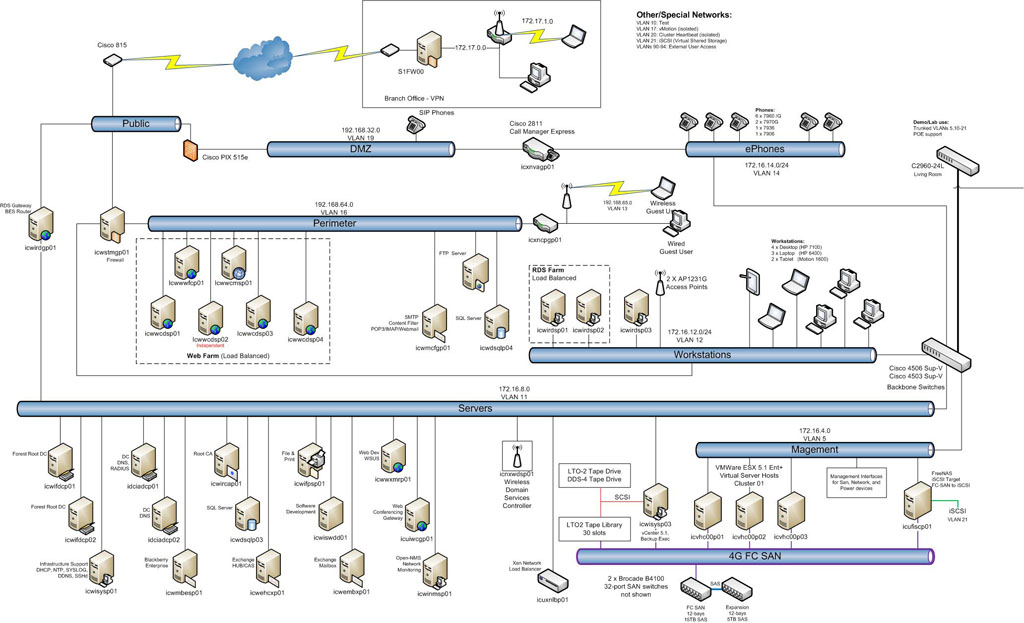 Other/Special Networks:
VLAN 10: Test
VLAN 17: vMotion (isolated)
VLAN 20: Cluster Heartbeat (isolated)
VLAN 21: iSCSI (Virtual Shared Storage)
VLANs 90-94: External User Access
Cisco 815
172.17.1.0
172.17.0.0
S1FW00
Branch Office - VPN
Public
Cisco PIX 515e
SIP Phones
192.168.32.0
VLAN 19
DMZ
Cisco 2811
Call Manager Express
icxnvagp01
Phones:
6 x 7960 /G
2 x 7970G
1 x 7936
1 x 7906
ePhones
172.16.14.0/24
VLAN 14
Demo/Lab use:
Trunked VLANs 5,10-21
POE support
C2960-24L
Living Room
RDS Gateway
BES Router
icwirdgp01
icwstmgp01
Firewall
192.168.64.0
VLAN 16
Perimeter
icxncpgp01
192.168.65.0
VLAN 13
Wireless
Guest User
Wired
Guest User
Icwwwfcp01
Icwwcmsp01
icwwcdsp01
Icwwcdsp02
Independent
Icwwcdsp03
icwwcdsp04
Web Farm (Load Balanced)
FTP Server
SMTP
Content Filter
POP3/IMAP/Webmail
icwmcfgp01
SQL Server
icwdsqlp04
RDS Farm
Load Balanced
icwirdsp01
icwirdsp02
icwirdsp03
2 X AP1231G
Access Points
Workstations:
4 x Desktop (HP 7100)
3 x Laptop (HP 6400)
2 x Tablet (Motion 1600)
172.16.12.0/24
VLAN 12
Workstations
Cisco 4506 Sup-V
Cisco 4503 Sup-V
Backbone Switches
172.16.8.0
VLAN 11
Servers
Forest Root DC
icwifdcp01
DC
DNS,
RADIUS
icwdciadcp01
Root CA
icwircap01
File &
Print
icwifpsp01
Web Dev
WSUS
icwwxmrp01
icnxwdsp01
Wireless
Domain
Services
Controller
Forest Root DC
icwifdcp02
DC
DNS
icwdciadcp02
SQL Server
icwdsqlp03
Software
Development
icwiswdd01
Web
Conferencing
Gateway
icuiwcgp01
Infrastructure Support
DHCP, NTP, SYSLOG,
DDNS, SSHd
icwisysp01
Blackberry
Enterprise
icwmbesp01
Exchange
HUB/CAS
icwehcxp01
Exchange
Mailbox
icwembxp01
Open-NMS
Network
Monitoring
icwinmsp01
Xen Network
Load Balancer
icuxnlbp01
LTO-2 Tape Drive
DDS-4 Tape Drive
SCSI
LTO2 Tape Library
30 slots
icwisysp03
vCenter 5.1,
Backup Exec
172.16.4.0
VLAN 5
Magement
VMWare ESX 5.1 Ent+
Virtual Server Hosts
Cluster 01
icvhc00p01
icvhc00p02
icvhc00p03
Management Interfaces
for San, Network, and
Power devices
FreeNAS
iSCSI Target
FC-SAN to iSCSI
icufiscp01
iSCSI
VLAN 21
4G FC SAN
2 x Brocade B4100
32-port SAN switches
not shown
SAS
FC SAN
12-bays
15TB SAS
Expansion
12-bays
5TB SAS